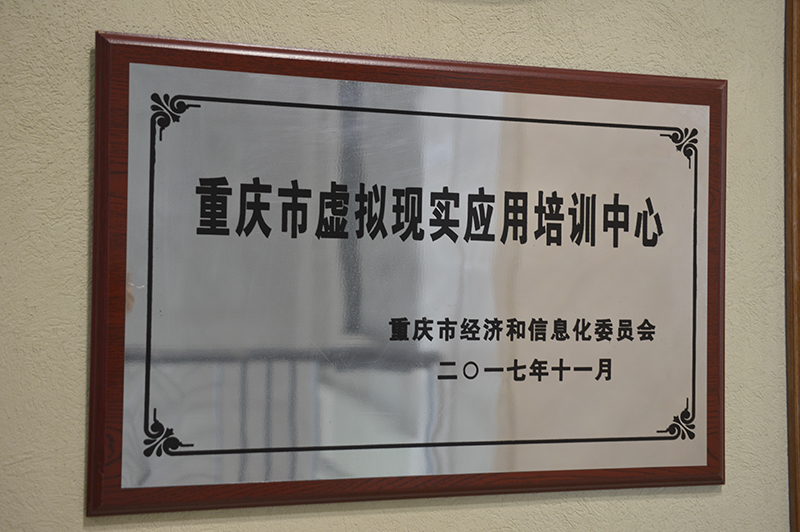 重庆市虚拟现实应用培训中心
重庆市经济和信息化委员会
二〇一七年十一月